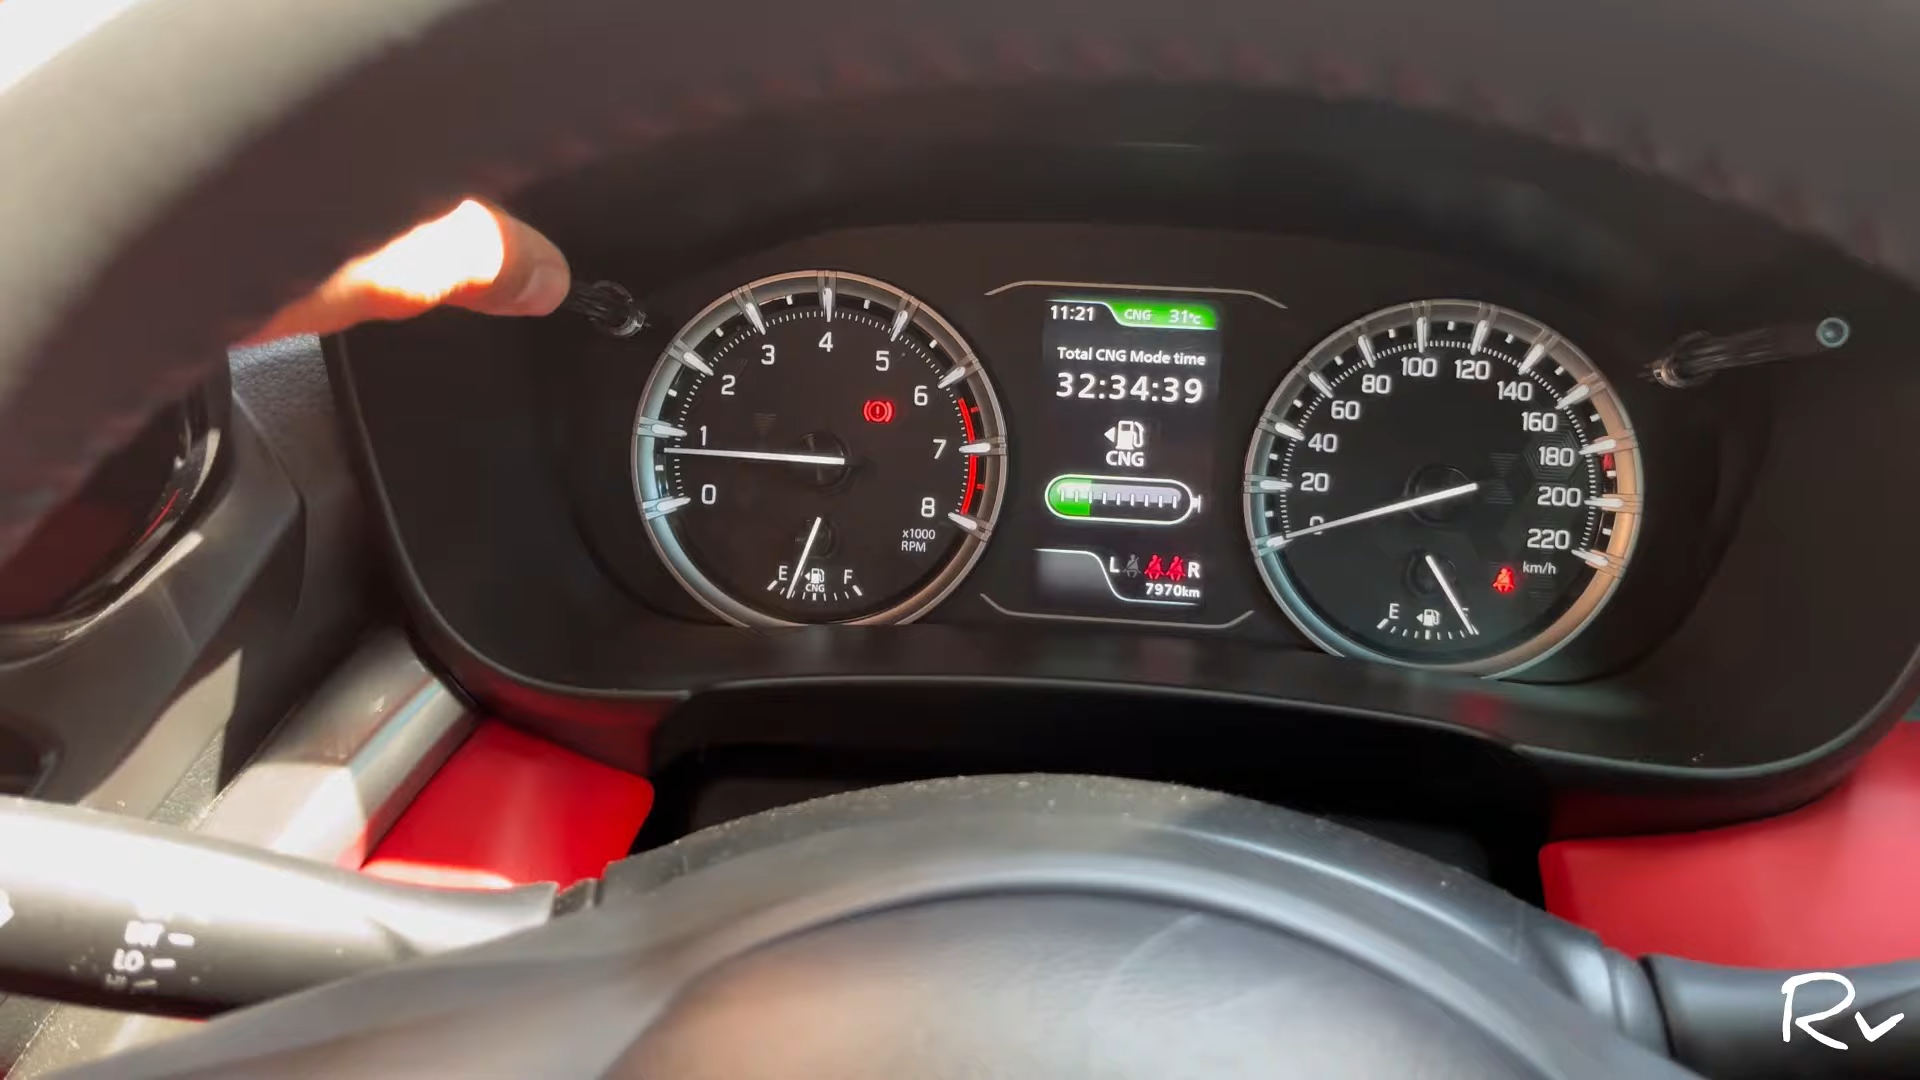 11:21 CNG 31°C
Total CNG Mode time
32:34:39
CNG
L R
7970km
0
1
2
3
4
5
6
7
8
x1000
RPM
E F
CNG
0
20
40
60
80
100
120
140
160
180
200
220
km/h
E
LO
Rv